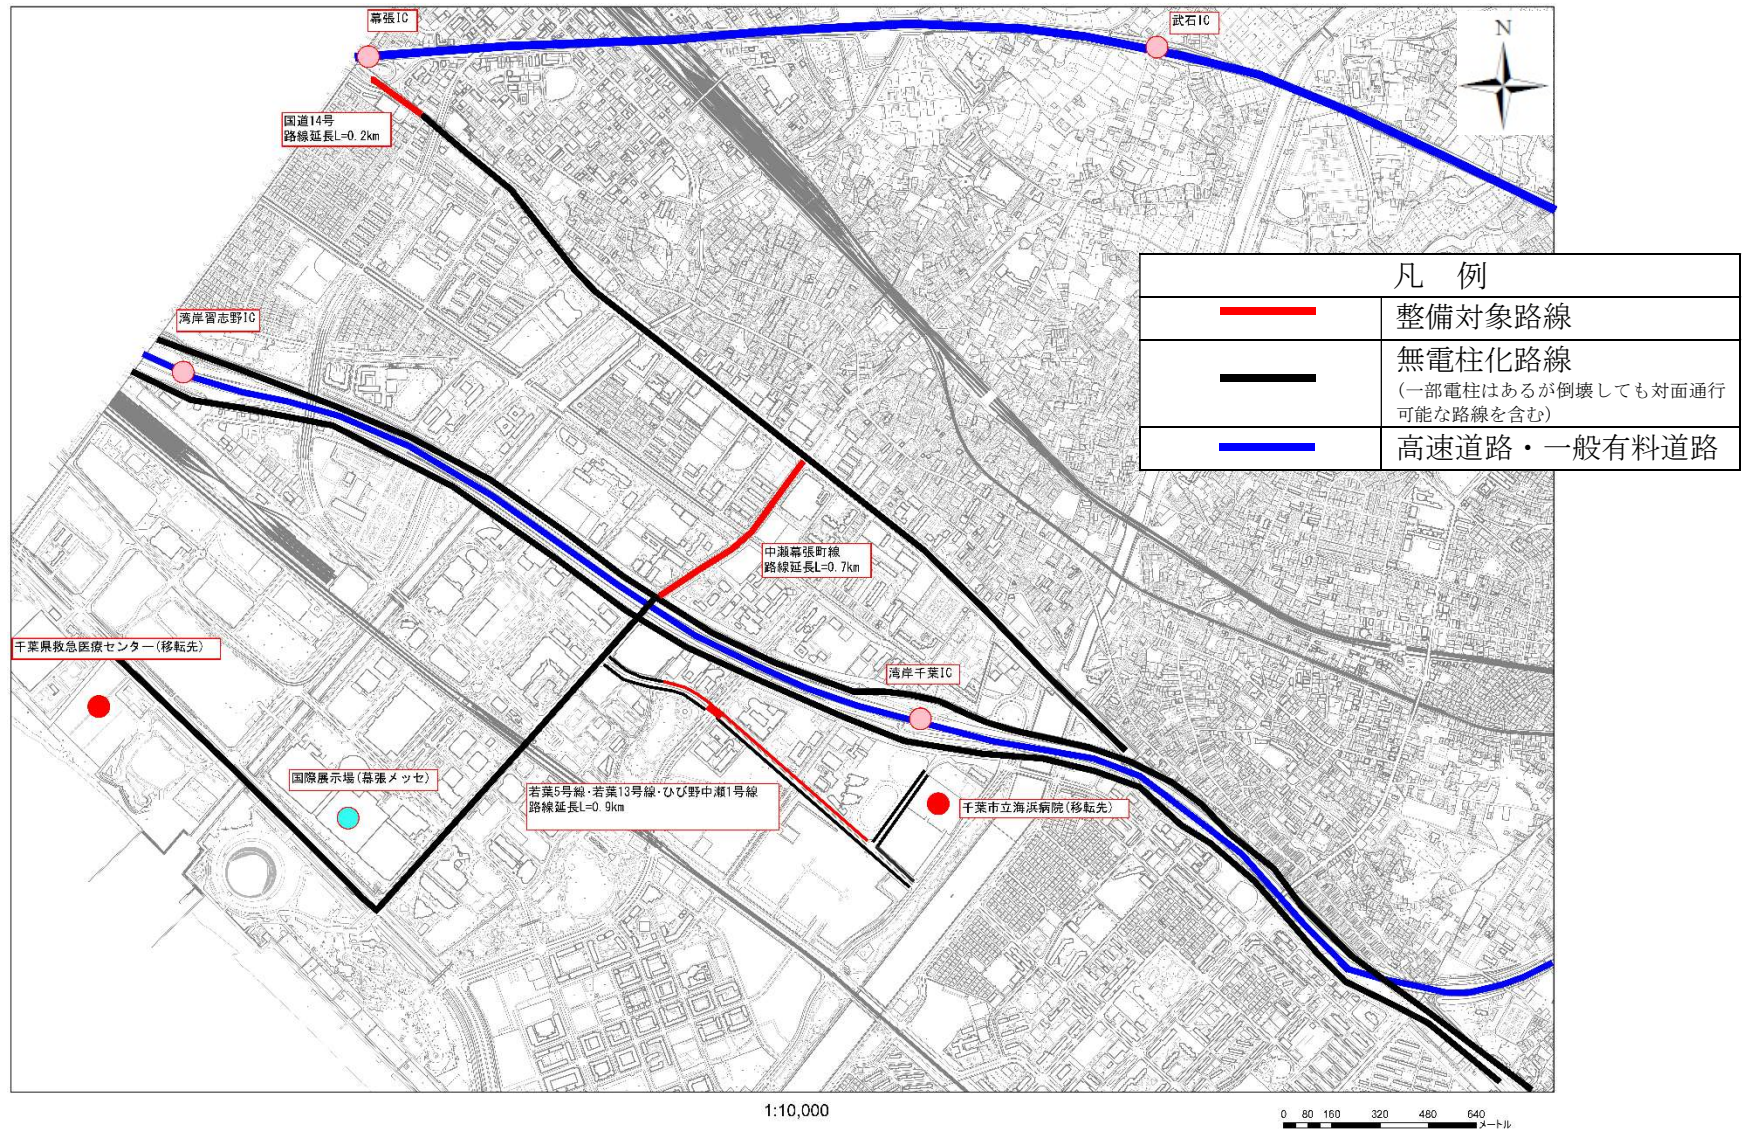 幕張IC
武石IC
N
国道14号
路線延長L=0.2km
凡　例
整備対象路線
無電柱化路線
(一部電柱はあるが倒壊しても対面通行
可能な路線を含む)
高速道路・一般有料道路
湾岸習志野IC
中瀬幕張町線
路線延長L=0.7km
千葉県救急医療センター(移転先)
湾岸千葉IC
国際展示場(幕張メッセ)
若葉5号線・若葉13号線・ひび野中瀬1号線
路線延長L=0.9km
千葉市立海浜病院(移転先)
1:10,000
0 80 160 320 480 640
メートル